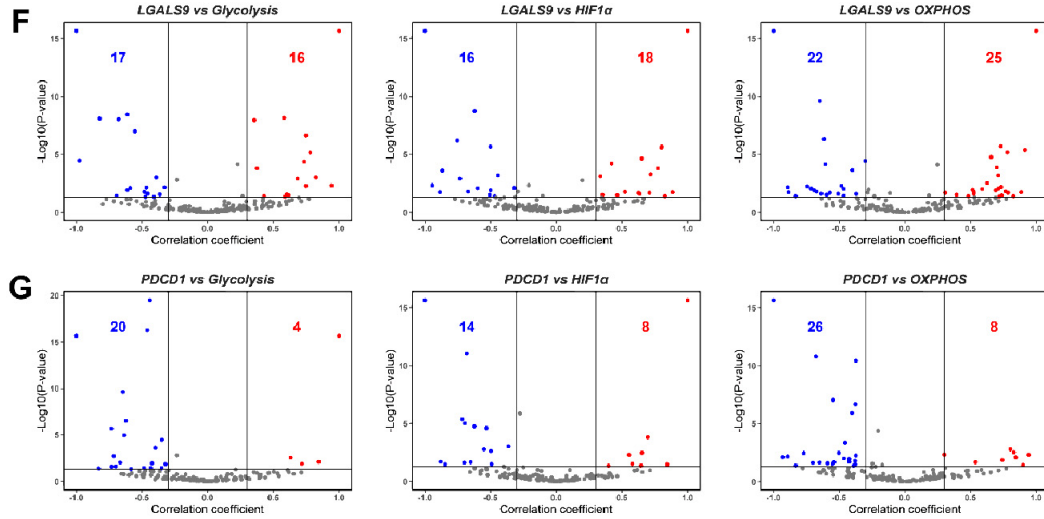 F
LGALS9 vs Glycolysis
LGALS9 vs HIF1α
LGALS9 vs OXPHOS
-Log10(P-value)
15
10
5
0
17
16
-1.0 -0.5 0.0 0.5 1.0
Correlation coefficient
-Log10(P-value)
15
10
5
0
16
18
-1.0 -0.5 0.0 0.5 1.0
Correlation coefficient
-Log10(P-value)
15
10
5
0
22
25
-1.0 -0.5 0.0 0.5 1.0
Correlation coefficient
G
PDCD1 vs Glycolysis
PDCD1 vs HIF1α
PDCD1 vs OXPHOS
-Log10(P-value)
20
15
10
5
0
20
4
-1.0 -0.5 0.0 0.5 1.0
Correlation coefficient
-Log10(P-value)
15
10
5
0
14
8
-1.0 -0.5 0.0 0.5 1.0
Correlation coefficient
-Log10(P-value)
15
10
5
0
26
8
-1.0 -0.5 0.0 0.5 1.0
Correlation coefficient